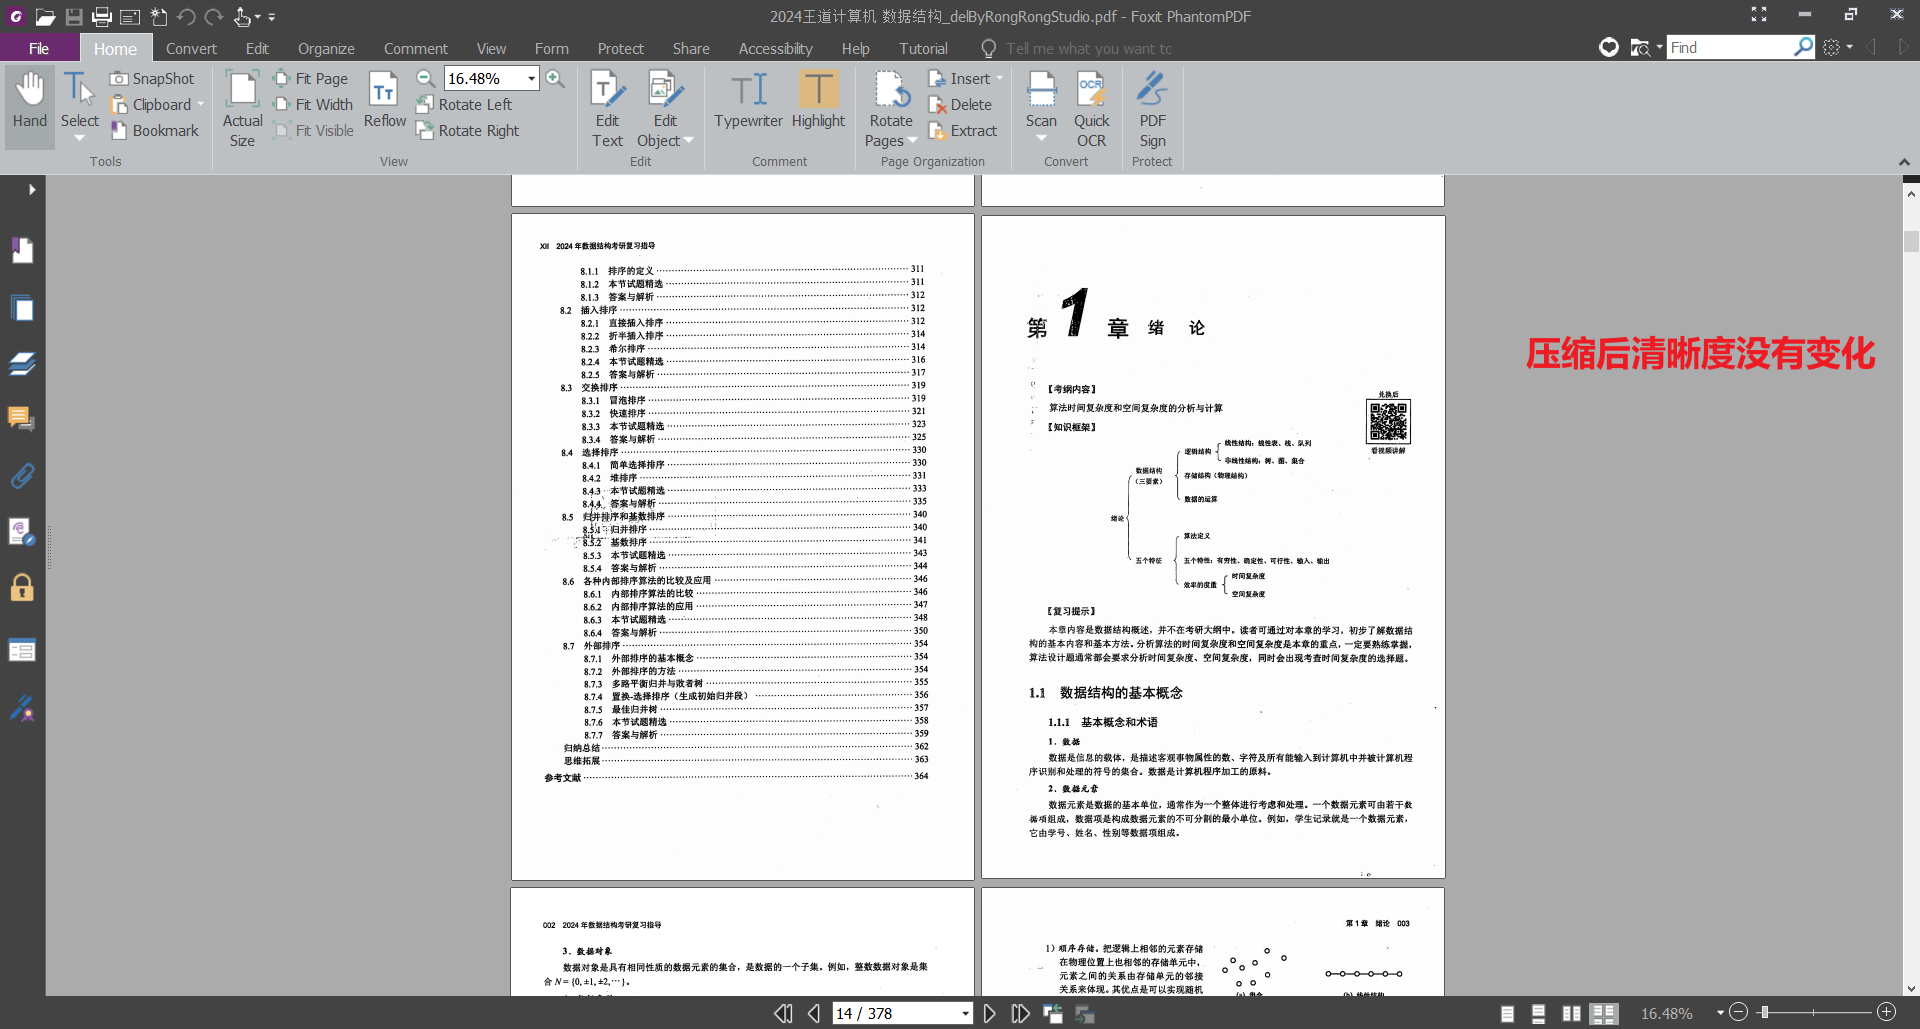 2024王道计算机 数据结构_delByRongRongStudio.pdf - Foxit PhantomPDF
File Home Convert Edit Organize Comment View Form Protect Share Accessibility Help Tutorial Tell me what you want to Find
Hand
Select
SnapShot
Clipboard
Bookmark
Tools
Actual Size
Fit Page
Fit Width
Fit Visible
Reflow
16.48%
Rotate Left
Rotate Right
View
Edit Text
Edit Object
Edit
Typewriter
Highlight
Comment
Rotate Pages
Insert
Delete
Extract
Page Organization
Scan
Quick OCR
Convert
PDF Sign
Protect
XII 2024 年数据结构考研复习指导
8.1.1 排序的定义 311
8.1.2 本节试题精选 311
8.1.3 答案与解析 312
8.2 插入排序 312
8.2.1 直接插入排序 312
8.2.2 折半插入排序 314
8.2.3 希尔排序 314
8.2.4 本节试题精选 316
8.2.5 答案与解析 317
8.3 交换排序 319
8.3.1 冒泡排序 319
8.3.2 快速排序 321
8.3.3 本节试题精选 323
8.3.4 答案与解析 325
8.4 选择排序 330
8.4.1 简单选择排序 330
8.4.2 堆排序 331
8.4.3 本节试题精选 333
8.4.4 答案与解析 335
8.5 归并排序和基数排序 340
8.5.1 归并排序 340
8.5.2 基数排序 341
8.5.3 本节试题精选 343
8.5.4 答案与解析 344
8.6 各种内部排序算法的比较及应用 346
8.6.1 内部排序算法的比较 346
8.6.2 内部排序算法的应用 347
8.6.3 本节试题精选 348
8.6.4 答案与解析 350
8.7 外部排序 354
8.7.1 外部排序的基本概念 354
8.7.2 外部排序的方法 354
8.7.3 多路平衡归并与败者树 355
8.7.4 置换-选择排序（生成初始归并段） 356
8.7.5 最佳归并树 357
8.7.6 本节试题精选 358
8.7.7 答案与解析 359
归纳总结 362
思维拓展 363
参考文献 364
第1章 绪 论
【考纲内容】
算法时间复杂度和空间复杂度的分析与计算
【知识框架】
兑换后
看视频讲解
绪论
数据结构
（三要素）
逻辑结构
线性结构：线性表、栈、队列
非线性结构：树、图、集合
存储结构（物理结构）
数据的运算
五个特征
算法定义
五个特性：有穷性、确定性、可行性、输入、输出
效率的度量
时间复杂度
空间复杂度
【复习提示】
本章内容是数据结构概述，并不在考研大纲中。读者可通过对本章的学习，初步了解数据结
构的基本内容和基本方法。分析算法的时间复杂度和空间复杂度是本章的重点，一定要熟练掌握，
算法设计题通常都会要求分析时间复杂度、空间复杂度，同时会出现考查时间复杂度的选择题。
1.1 数据结构的基本概念
1.1.1 基本概念和术语
1．数据
数据是信息的载体，是描述客观事物属性的数、字符及所有能输入到计算机中并被计算机程
序识别和处理的符号的集合。数据是计算机程序加工的原料。
2．数据元素
数据元素是数据的基本单位，通常作为一个整体进行考虑和处理。一个数据元素可由若干数
据项组成，数据项是构成数据元素的不可分割的最小单位。例如，学生记录就是一个数据元素，
它由学号、姓名、性别等数据项组成。
压缩后清晰度没有变化
002 2024 年数据结构考研复习指导
3．数据对象
数据对象是具有相同性质的数据元素的集合，是数据的一个子集。例如，整数数据对象是集
合 N = {0, ±1, ±2, ⋯}。
第 1 章 绪论 003
1）顺序存储。把逻辑上相邻的元素存储
在物理位置上也相邻的存储单元中，
元素之间的关系由存储单元的邻接
关系来体现。其优点是可以实现随机
14 / 378
16.48%